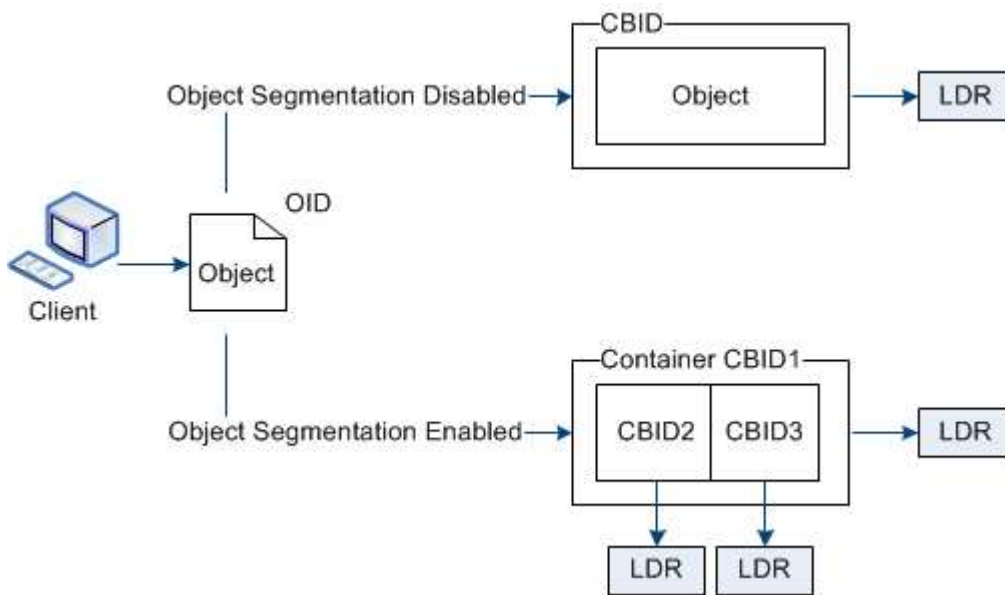 CBID
Object Segmentation Disabled
Object
LDR
OID
Object
Client
Container CBID1
Object Segmentation Enabled
CBID2
CBID3
LDR
LDR
LDR